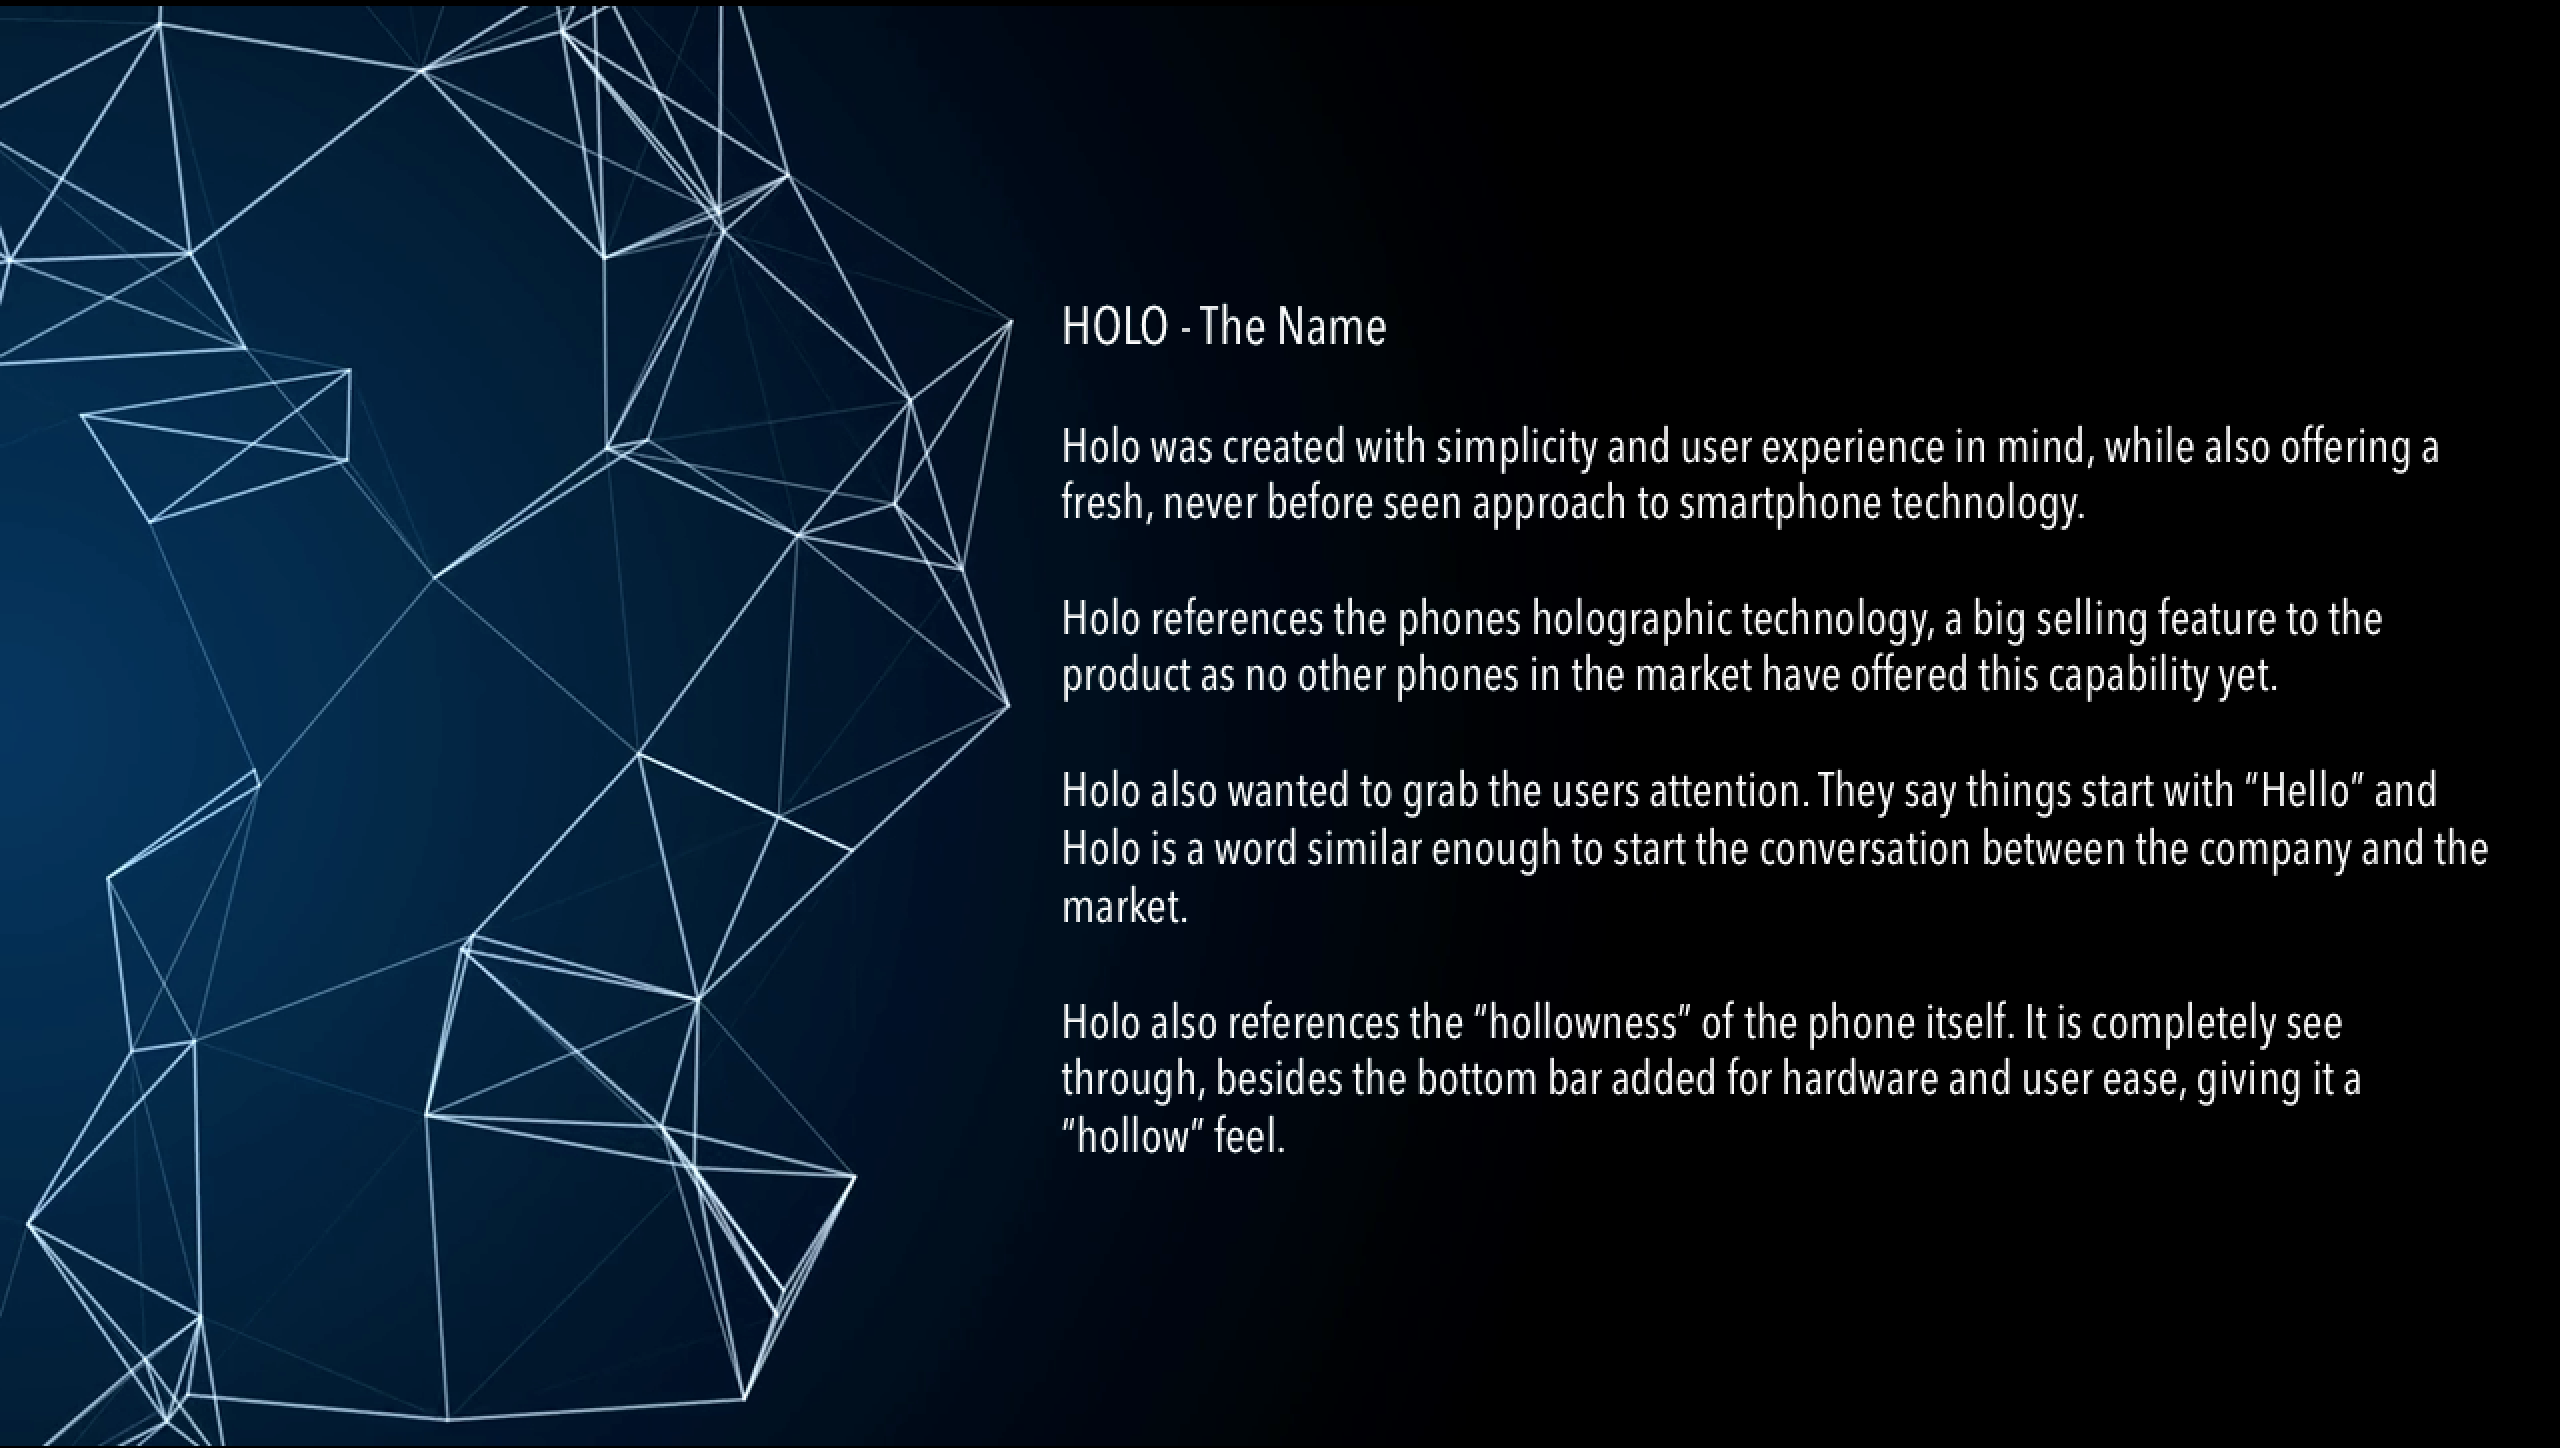 HOLO - The Name
Holo was created with simplicity and user experience in mind, while also offering a
fresh, never before seen approach to smartphone technology.
Holo references the phones holographic technology, a big selling feature to the
product as no other phones in the market have offered this capability yet.
Holo also wanted to grab the users attention. They say things start with "Hello" and
Holo is a word similar enough to start the conversation between the company and the
market.
Holo also references the "hollowness" of the phone itself. It is completely see
through, besides the bottom bar added for hardware and user ease, giving it a
"hollow" feel.